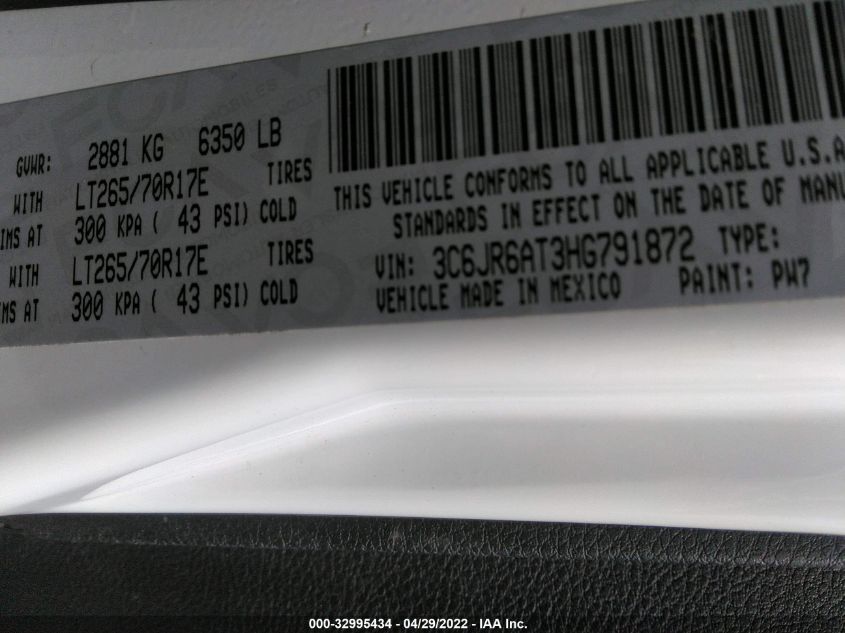 GVWR: 2881 KG 6350 LB
WITH LT265/70R17E TIRES
IMS AT 300 KPA ( 43 PSI) COLD
WITH LT265/70R17E TIRES
IMS AT 300 KPA ( 43 PSI) COLD
THIS VEHICLE CONFORMS TO ALL APPLICABLE U.S.A
STANDARDS IN EFFECT ON THE DATE OF MANU
VIN: 3C6JR6AT3HG791872 TYPE:
VEHICLE MADE IN MEXICO PAINT: PW7
000-32995434 - 04/29/2022 - IAA Inc.